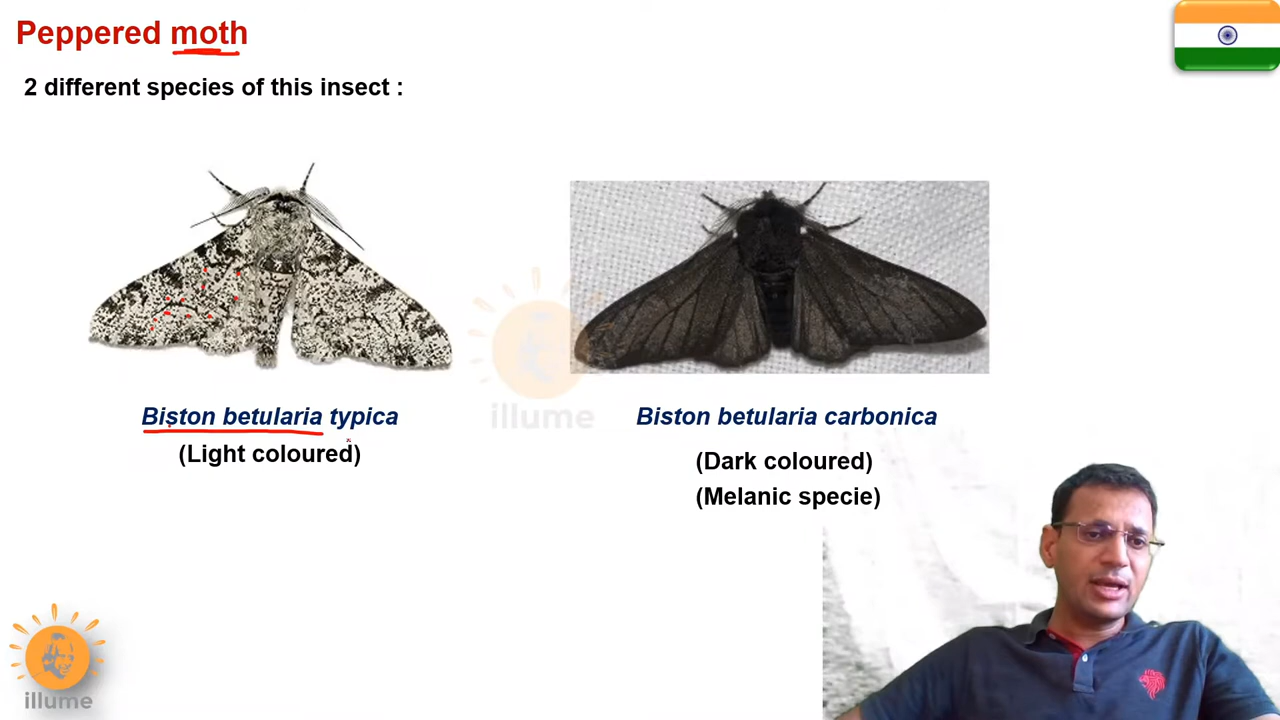 Peppered moth
2 different species of this insect :
illume
Biston betularia typica
(Light coloured)
Biston betularia carbonica
(Dark coloured)
(Melanic specie)
illume